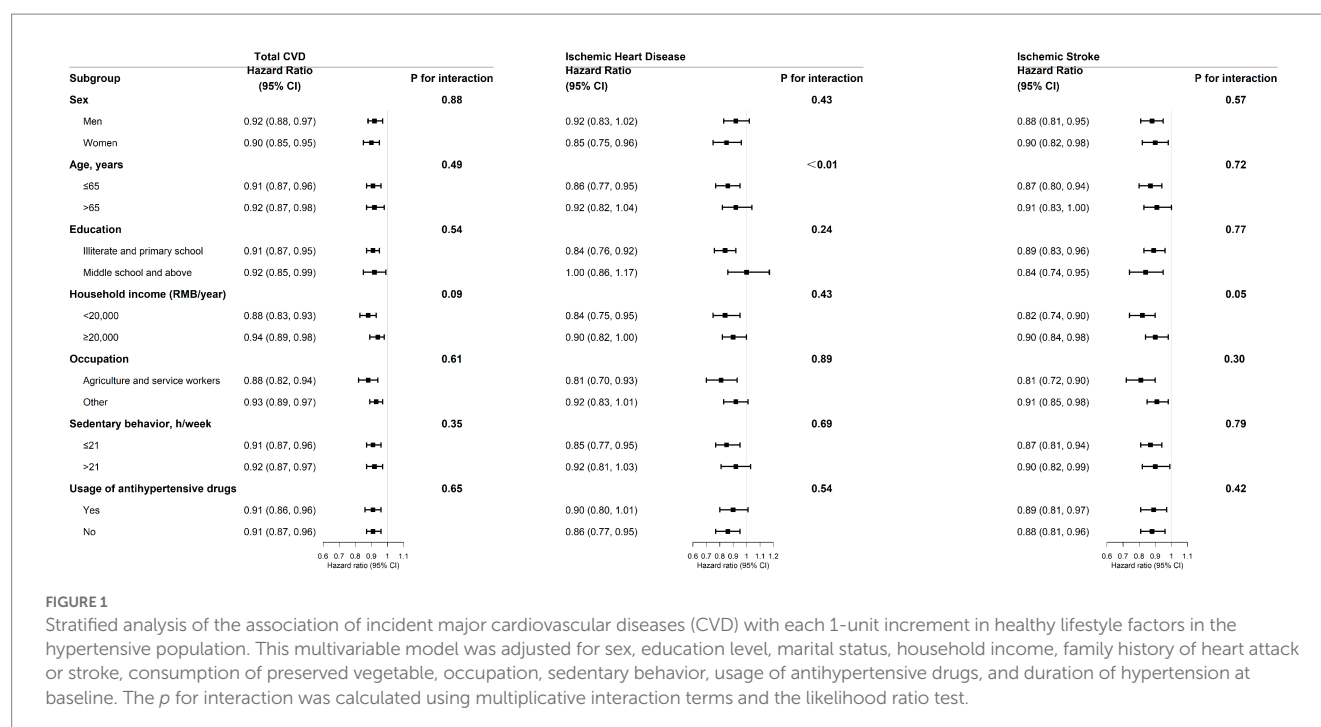 Total CVD Ischemic Heart Disease Ischemic Stroke
Subgroup Hazard Ratio (95% CI) P for interaction Hazard Ratio (95% CI) P for interaction Hazard Ratio (95% CI) P for interaction
Sex 0.88 0.43 0.57
Men 0.92 (0.88, 0.97) 0.92 (0.83, 1.02) 0.88 (0.81, 0.95)
Women 0.90 (0.85, 0.95) 0.85 (0.75, 0.96) 0.90 (0.82, 0.98)
Age, years 0.49 <0.01 0.72
≤65 0.91 (0.87, 0.96) 0.86 (0.77, 0.95) 0.87 (0.80, 0.94)
>65 0.92 (0.87, 0.98) 0.92 (0.82, 1.04) 0.91 (0.83, 1.00)
Education 0.54 0.24 0.77
Illiterate and primary school 0.91 (0.87, 0.95) 0.84 (0.76, 0.92) 0.89 (0.83, 0.96)
Middle school and above 0.92 (0.85, 0.99) 1.00 (0.86, 1.17) 0.84 (0.74, 0.95)
Household income (RMB/year) 0.09 0.43 0.05
<20,000 0.88 (0.83, 0.93) 0.84 (0.75, 0.95) 0.82 (0.74, 0.90)
≥20,000 0.94 (0.89, 0.98) 0.90 (0.82, 1.00) 0.90 (0.84, 0.98)
Occupation 0.61 0.89 0.30
Agriculture and service workers 0.88 (0.82, 0.94) 0.81 (0.70, 0.93) 0.81 (0.72, 0.90)
Other 0.93 (0.89, 0.97) 0.92 (0.83, 1.01) 0.91 (0.85, 0.98)
Sedentary behavior, h/week 0.35 0.69 0.79
≤21 0.91 (0.87, 0.96) 0.85 (0.77, 0.95) 0.87 (0.81, 0.94)
>21 0.92 (0.87, 0.97) 0.92 (0.81, 1.03) 0.90 (0.82, 0.99)
Usage of antihypertensive drugs 0.65 0.54 0.42
Yes 0.91 (0.86, 0.96) 0.90 (0.80, 1.01) 0.89 (0.81, 0.97)
No 0.91 (0.87, 0.96) 0.86 (0.77, 0.95) 0.88 (0.81, 0.96)
0.6 0.7 0.8 0.9 1 1.1 0.6 0.7 0.8 0.9 1 1.1 1.2 0.6 0.7 0.8 0.9 1 1.1
Hazard ratio (95% CI) Hazard ratio (95% CI) Hazard ratio (95% CI)
FIGURE 1
Stratified analysis of the association of incident major cardiovascular diseases (CVD) with each 1-unit increment in healthy lifestyle factors in the
hypertensive population. This multivariable model was adjusted for sex, education level, marital status, household income, family history of heart attack
or stroke, consumption of preserved vegetable, occupation, sedentary behavior, usage of antihypertensive drugs, and duration of hypertension at
baseline. The p for interaction was calculated using multiplicative interaction terms and the likelihood ratio test.